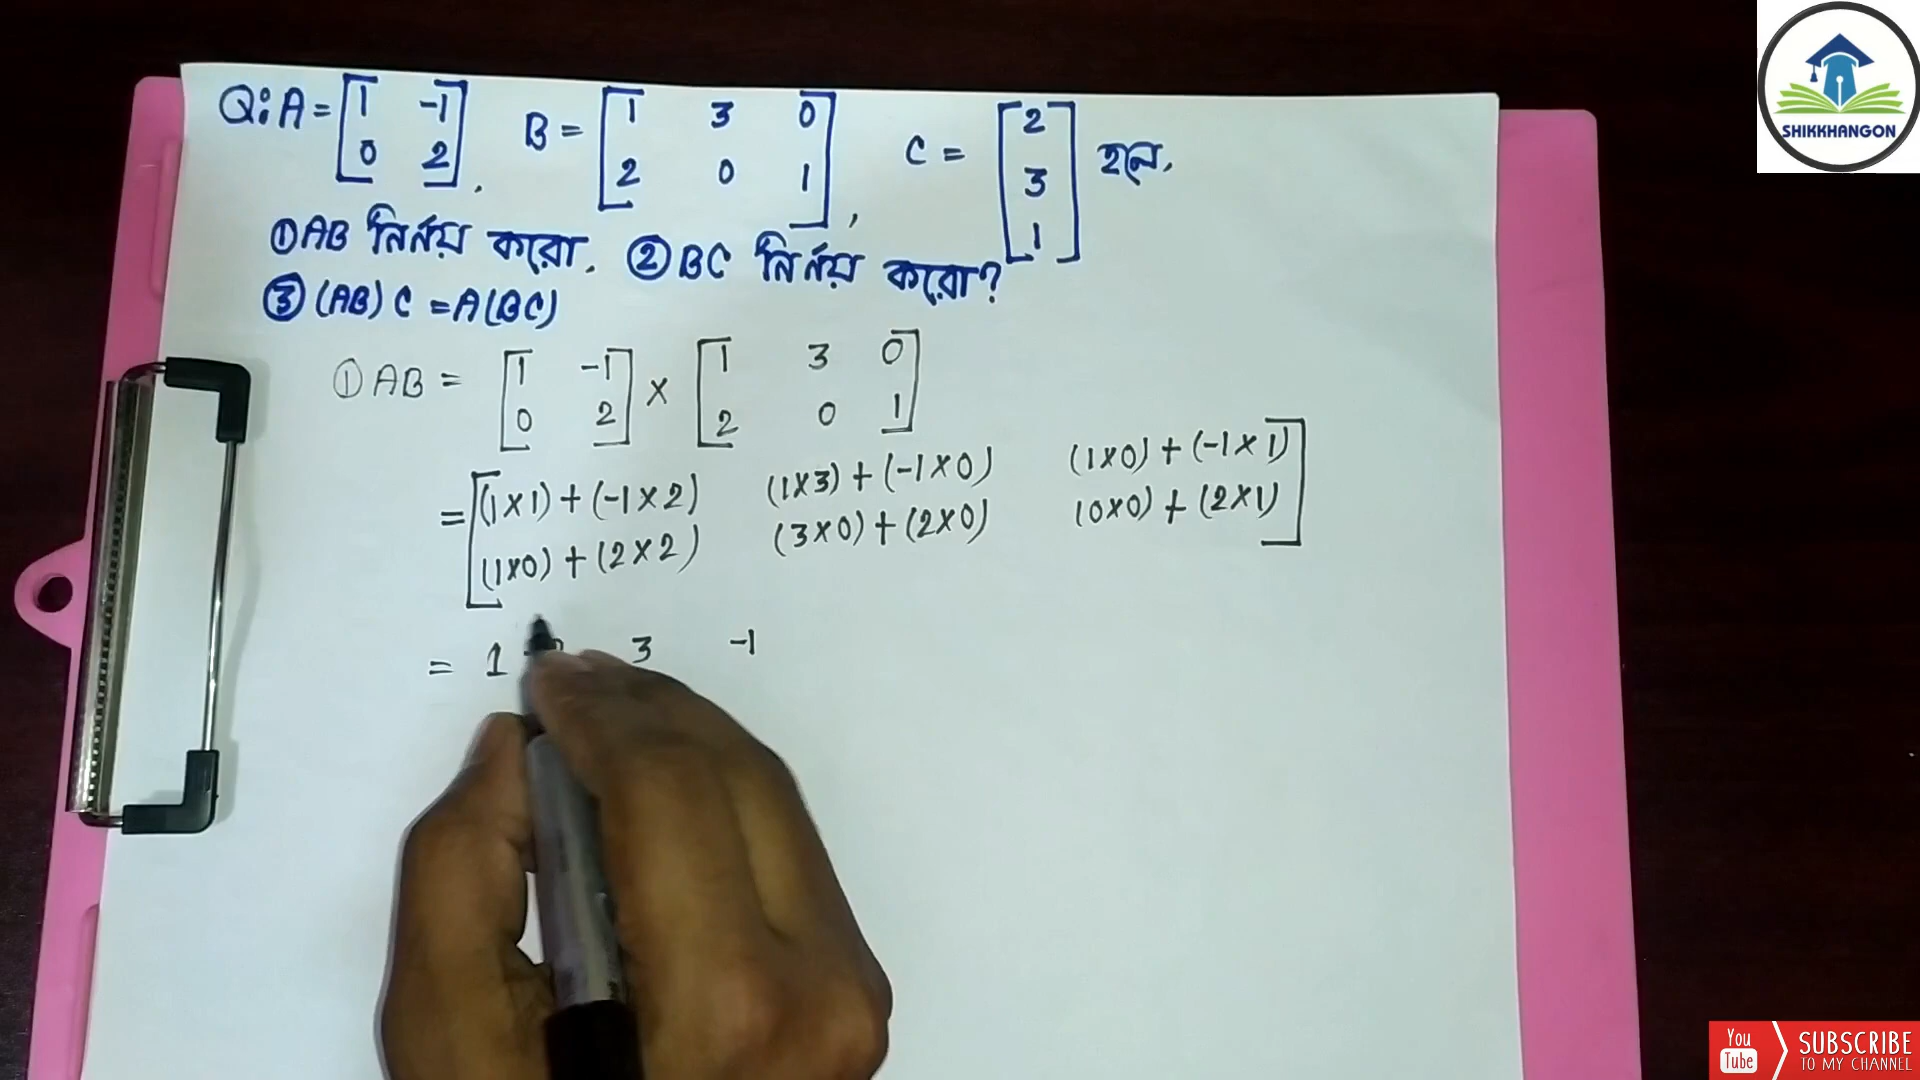 Q: A = [1 -1
0 2], B = [1 3 0
2 0 1], C = [2
3
1] হলে,
① AB নির্নয় করো. ② BC নির্নয় করো?
③ (AB) C = A(BC)
① AB = [1 -1
0 2] × [1 3 0
2 0 1]
= [(1×1) + (-1×2) (1×3) + (-1×0) (1×0) + (-1×1)
(1×0) + (2×2) (3×0) + (2×0) (0×0) + (2×1)]
= 1 3 -1
SHIKKHANGON
You Tube
SUBSCRIBE
TO MY CHANNEL